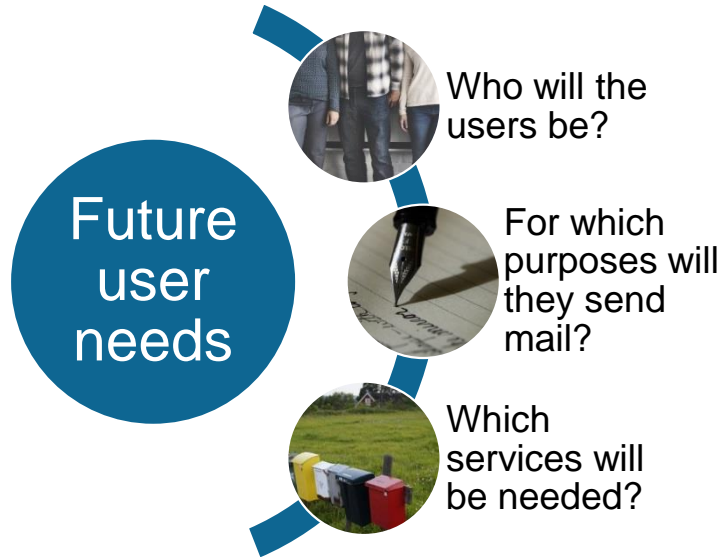 Future
user
needs
Who will the
users be?
For which
purposes will
they send
mail?
Which
services will
be needed?